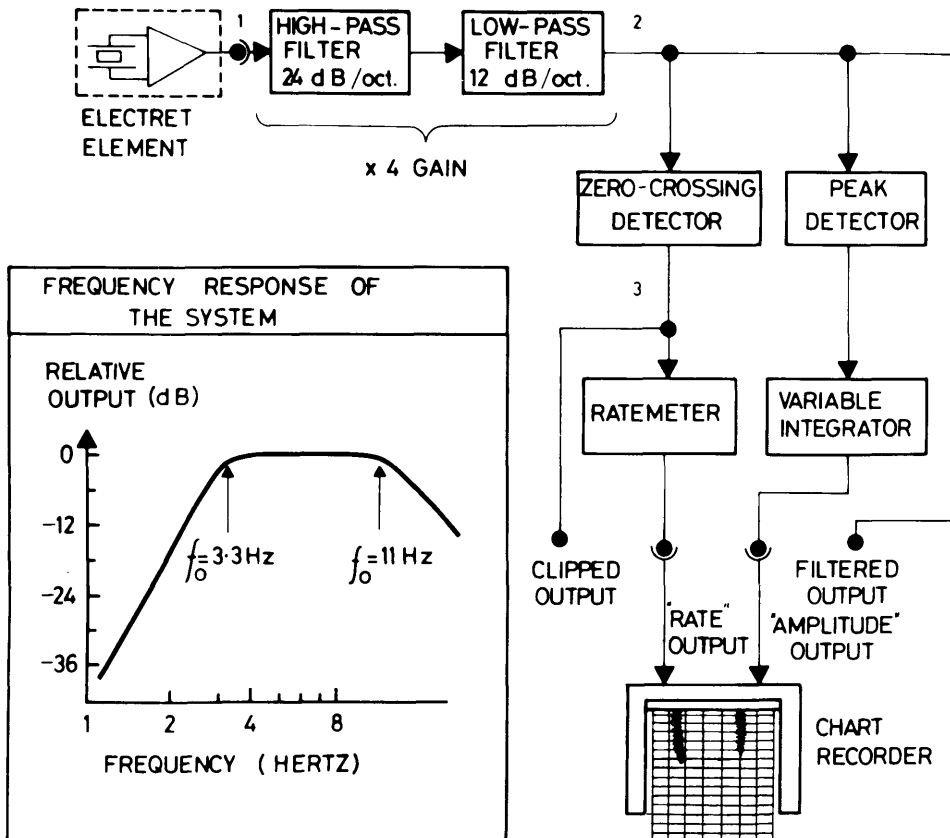 1
HIGH-PASS
FILTER
24 dB/oct.
LOW-PASS
FILTER
12 dB/oct.
2
ELECTRET
ELEMENT
x 4 GAIN
ZERO-CROSSING
DETECTOR
PEAK
DETECTOR
3
RATEMETER
VARIABLE
INTEGRATOR
CLIPPED
OUTPUT
FILTERED
OUTPUT
"RATE"
OUTPUT
"AMPLITUDE"
OUTPUT
CHART
RECORDER
FREQUENCY RESPONSE OF
THE SYSTEM
RELATIVE
OUTPUT (dB)
0
-12
-24
-36
fo=3·3Hz
fo=11 Hz
1 2 4 8
FREQUENCY (HERTZ)